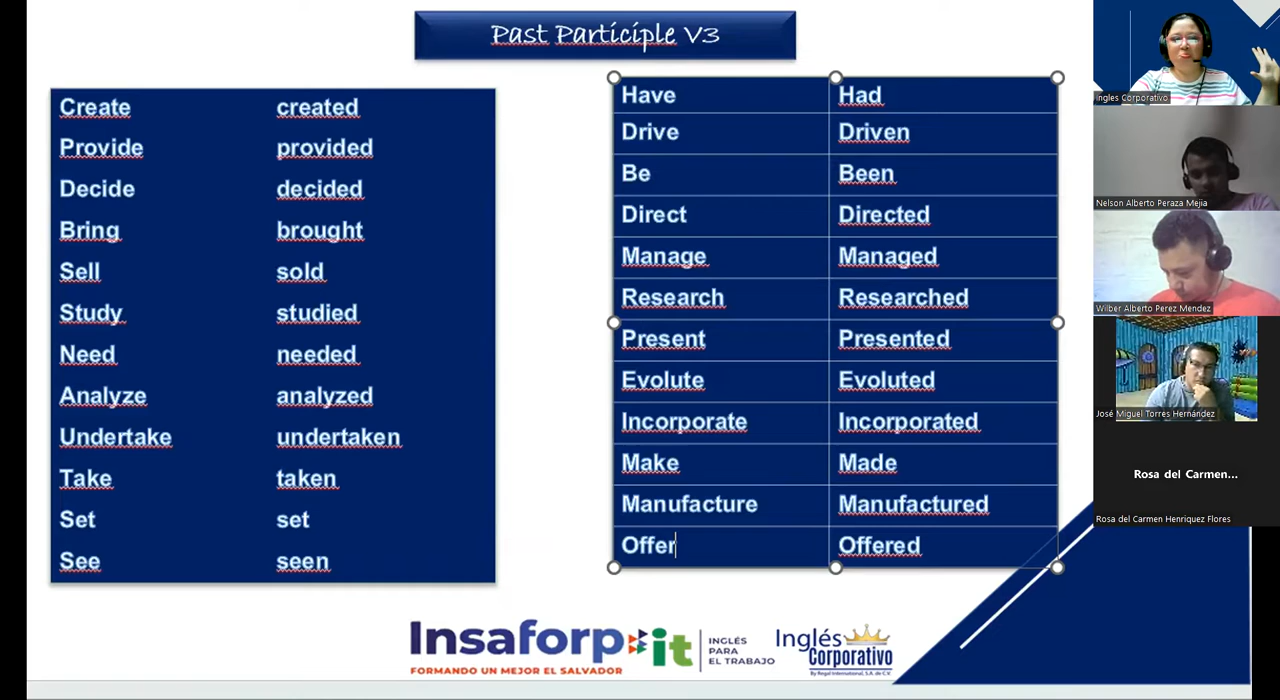 Past Participle V3
Create created
Provide provided
Decide decided
Bring brought
Sell sold
Study studied
Need needed
Analyze analyzed
Undertake undertaken
Take taken
Set set
See seen
Have Had
Drive Driven
Be Been
Direct Directed
Manage Managed
Research Researched
Present Presented
Evolute Evoluted
Incorporate Incorporated
Make Made
Manufacture Manufactured
Offer Offered
Insaforp it
FORMANDO UN MEJOR EL SALVADOR
INGLÉS
PARA
EL TRABAJO
Inglés
Corporativo
By Regal International, S.A. de C.V.
Ingles Corporativo
Nelson Alberto Peraza Mejia
Wilber Alberto Perez Mendez
José Miguel Torres Hernández
Rosa del Carmen...
Rosa del Carmen Henriquez Flores